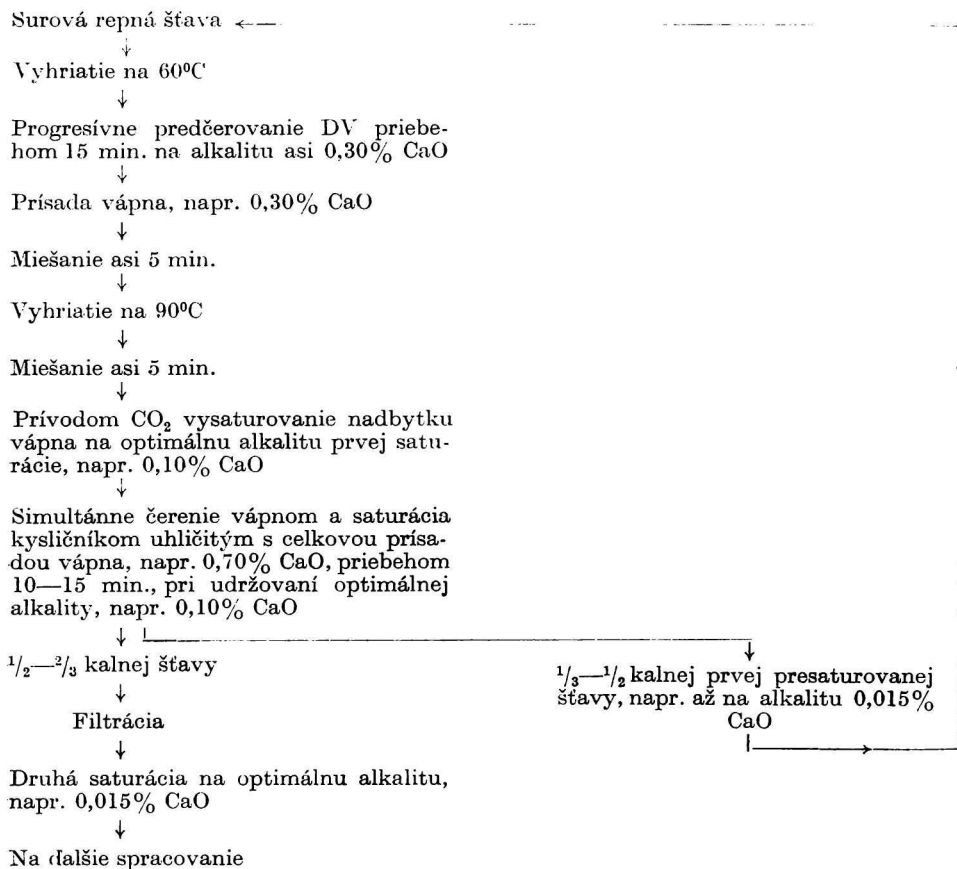 Surová repná šťava
Vyhriatie na 60⁰C
Progresívne predčerovanie DV priebe-
hom 15 min. na alkalitu asi 0,30% CaO
Prísada vápna, napr. 0,30% CaO
Miešanie asi 5 min.
Vyhriatie na 90⁰C
Miešanie asi 5 min.
Prívodom CO₂ vysaturovanie nadbytku
vápna na optimálnu alkalitu prvej satu-
rácie, napr. 0,10% CaO
Simultánne čerenie vápnom a saturácia
kysličníkom uhličitým s celkovou prísa-
dou vápna, napr. 0,70% CaO, priebehom
10—15 min., pri udržovaní optimálnej
alkality, napr. 0,10% CaO
¹/₂—²/₃ kalnej šťavy
Filtrácia
Druhá saturácia na optimálnu alkalitu,
napr. 0,015% CaO
Na ďalšie spracovanie
¹/₃—¹/₂ kalnej prvej presaturovanej
šťavy, napr. až na alkalitu 0,015%
CaO